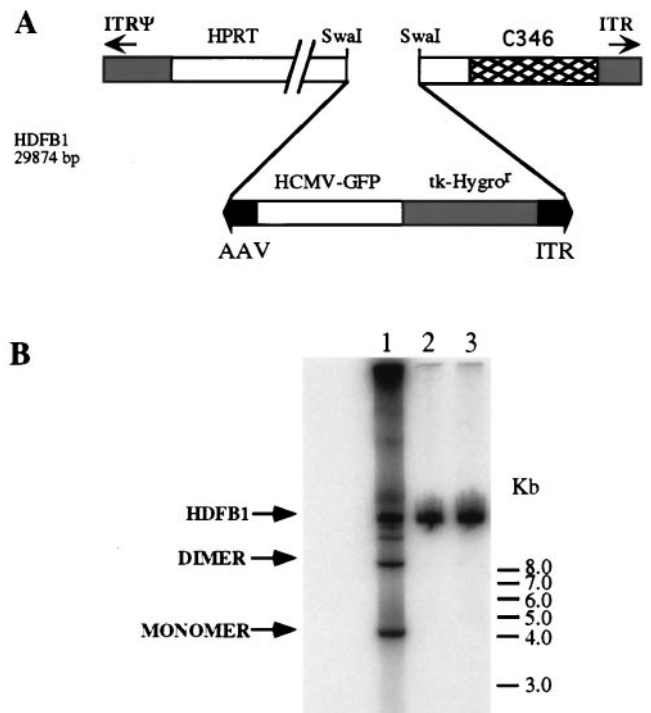 A
ITRΨ
HPRT
SwaI
SwaI
C346
ITR
HDFB1
29874 bp
HCMV-GFP
tk-Hygroʳ
AAV
ITR
B
1 2 3
Kb
HDFB1
DIMER
8.0
7.0
6.0
5.0
MONOMER
4.0
3.0